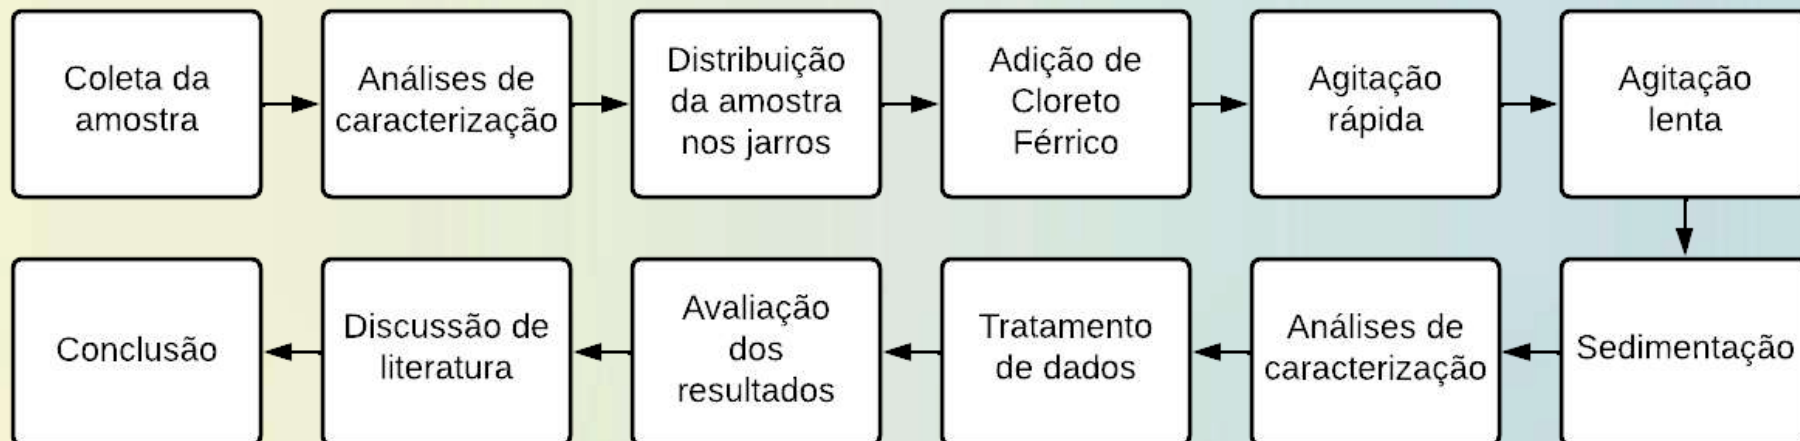 Coleta da
amostra
Análises de
caracterização
Distribuição
da amostra
nos jarros
Adição de
Cloreto
Férrico
Agitação
rápida
Agitação
lenta
Sedimentação
Análises de
caracterização
Tratamento
de dados
Avaliação
dos
resultados
Discussão de
literatura
Conclusão